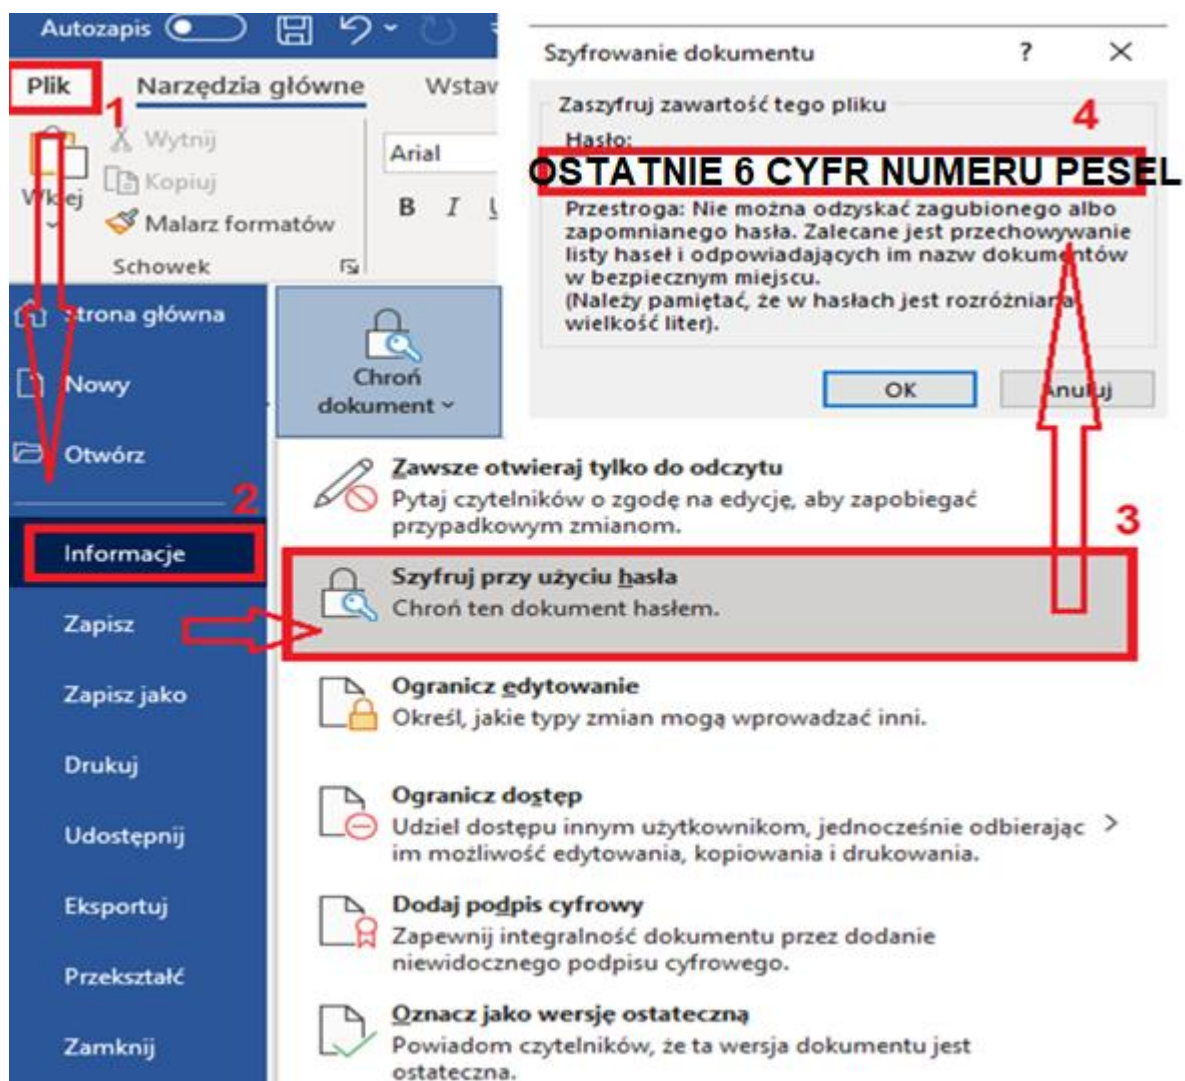 Autozapis
Plik
Narzędzia główne
Wstaw
1
Wytnij
Kopiuj
Wklej
Malarz formatów
Schowek
Arial
B I U
Szyfrowanie dokumentu ? ×
Zaszyfruj zawartość tego pliku
4
Hasło:
OSTATNIE 6 CYFR NUMERU PESEL
Przestroga: Nie można odzyskać zagubionego albo
zapomnianego hasła. Zalecane jest przechowywanie
listy haseł i odpowiadających im nazw dokumentów
w bezpiecznym miejscu.
(Należy pamiętać, że w hasłach jest rozróżniana
wielkość liter).
OK
Anuluj
Strona główna
Nowy
Otwórz
2
Informacje
Zapisz
Zapisz jako
Drukuj
Udostępnij
Eksportuj
Przekształć
Zamknij
Chroń
dokument
Zawsze otwieraj tylko do odczytu
Pytaj czytelników o zgodę na edycję, aby zapobiegać
przypadkowym zmianom.
3
Szyfruj przy użyciu hasła
Chroń ten dokument hasłem.
Ogranicz edytowanie
Określ, jakie typy zmian mogą wprowadzać inni.
Ogranicz dostęp
Udziel dostępu innym użytkownikom, jednocześnie odbierając
im możliwość edytowania, kopiowania i drukowania.
Dodaj podpis cyfrowy
Zapewnij integralność dokumentu przez dodanie
niewidocznego podpisu cyfrowego.
Oznacz jako wersję ostateczną
Powiadom czytelników, że ta wersja dokumentu jest
ostateczna.